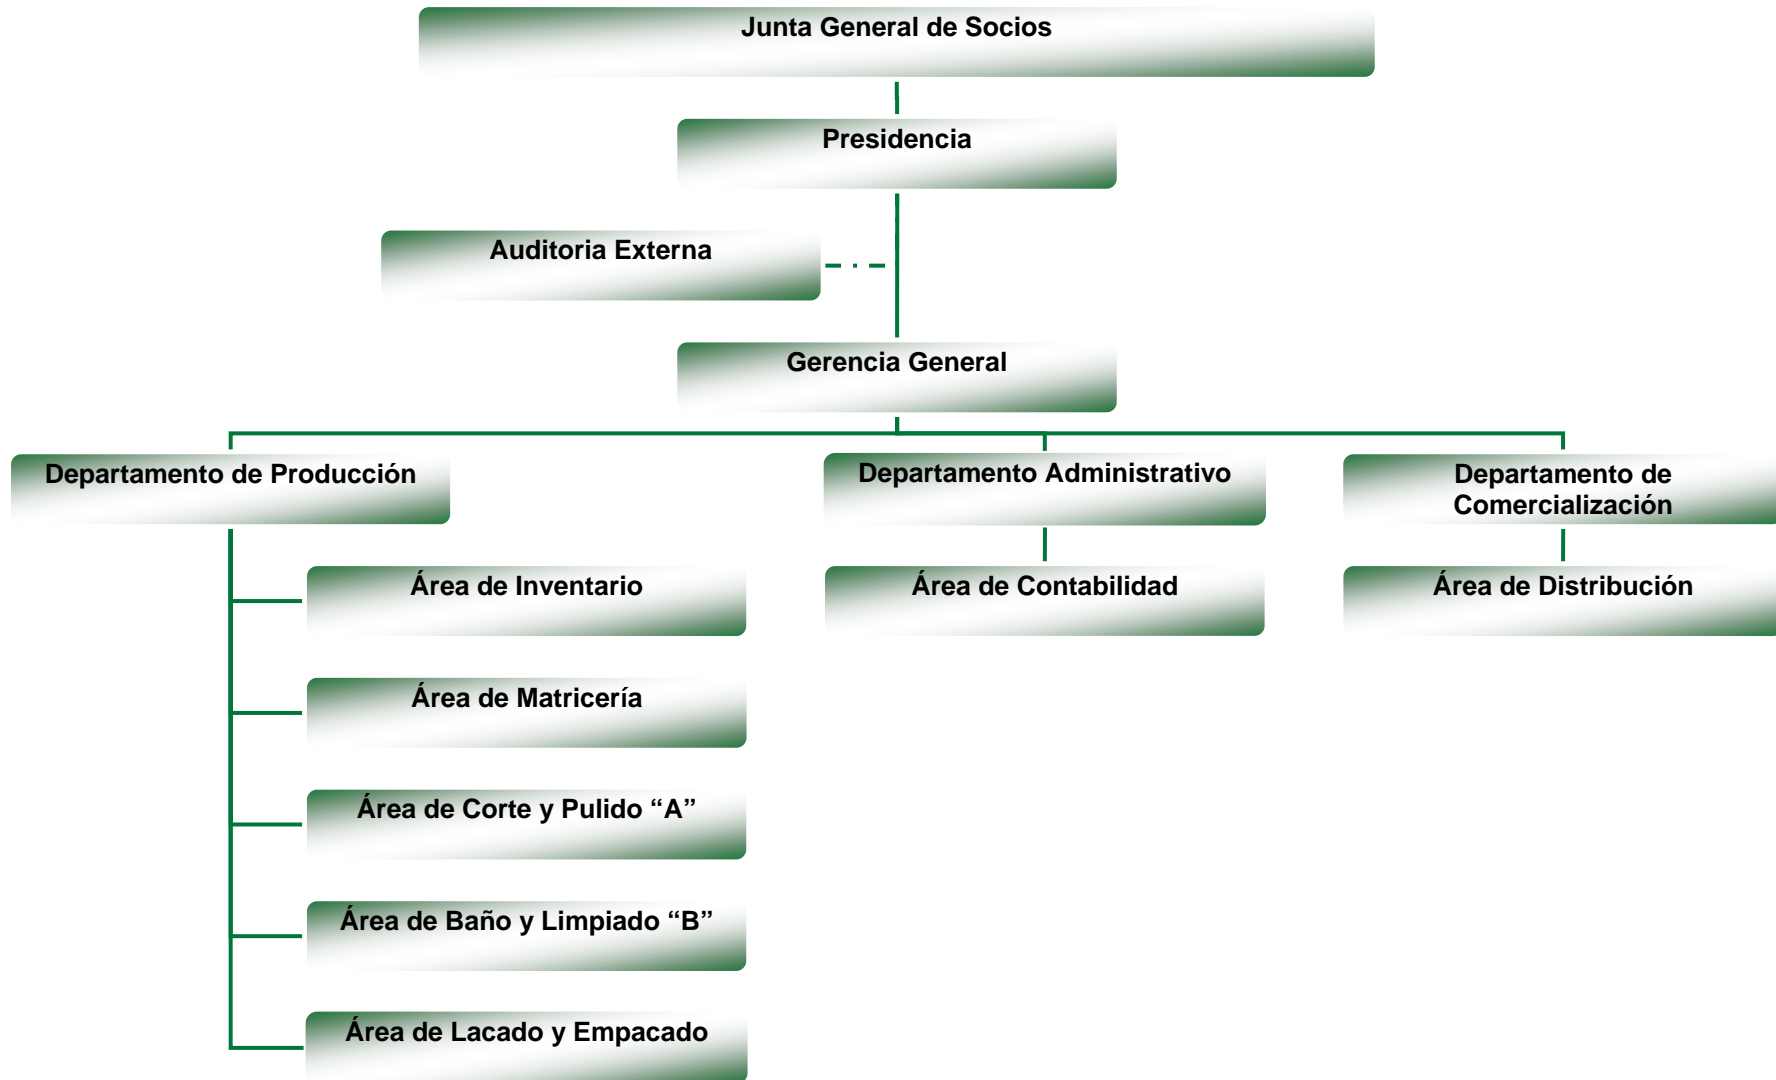 Junta General de Socios
Presidencia
Auditoria Externa
Gerencia General
Departamento de Producción
Departamento Administrativo
Departamento de
Comercialización
Área de Inventario
Área de Contabilidad
Área de Distribución
Área de Matricería
Área de Corte y Pulido “A”
Área de Baño y Limpiado “B”
Área de Lacado y Empacado